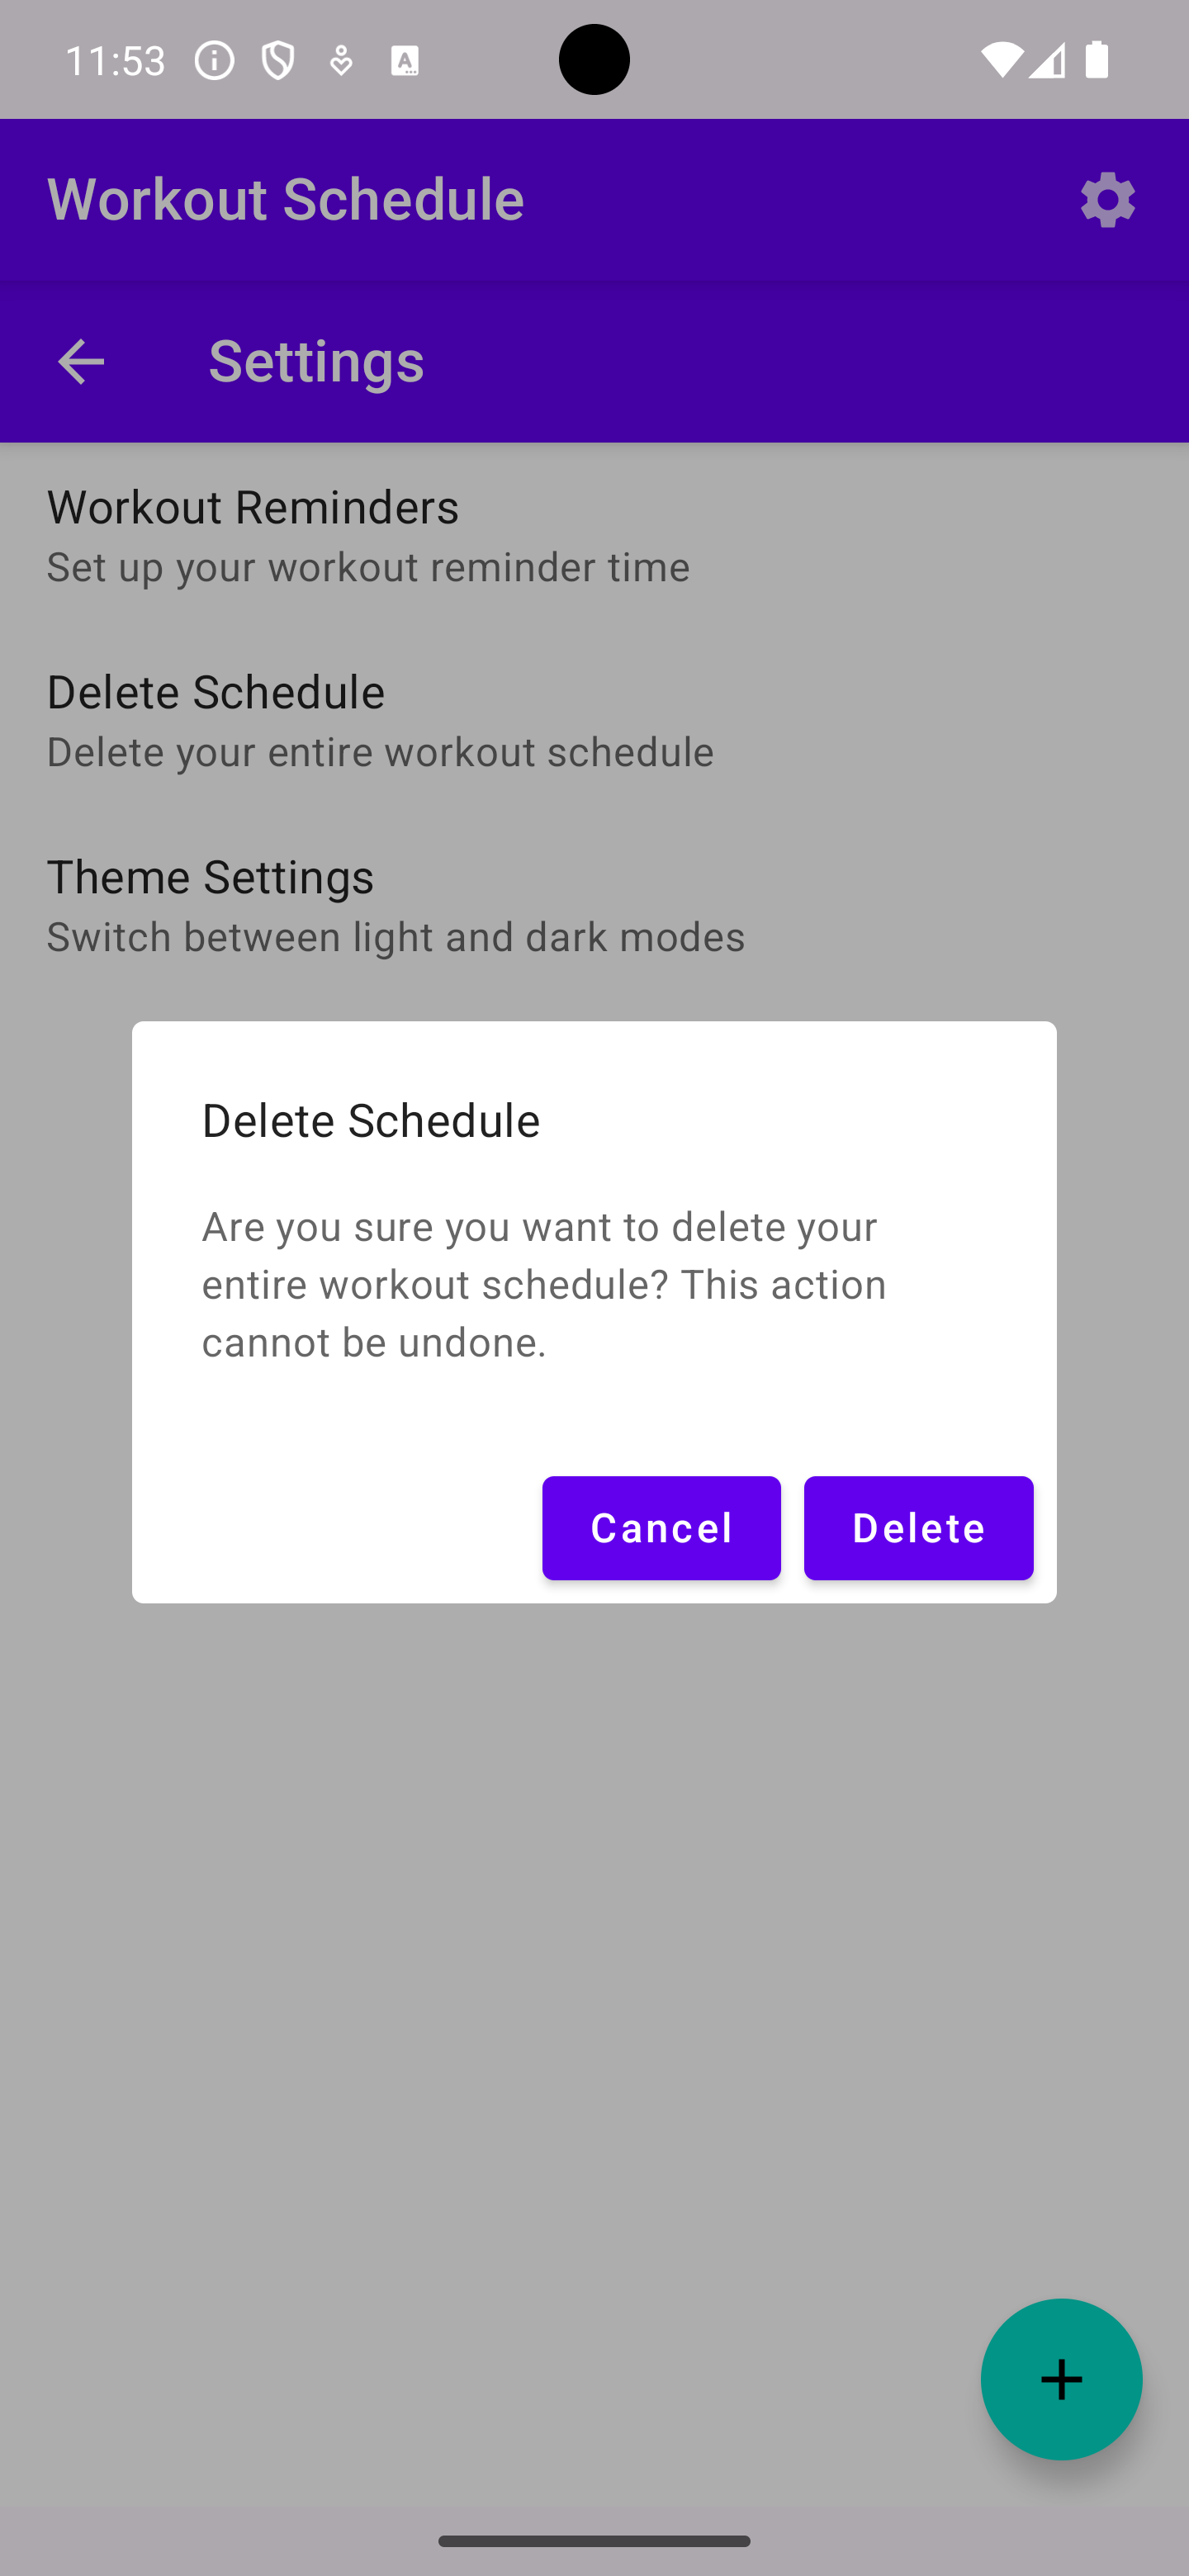 11:53
Workout Schedule
Settings
Workout Reminders
Set up your workout reminder time
Delete Schedule
Delete your entire workout schedule
Theme Settings
Switch between light and dark modes
Delete Schedule
Are you sure you want to delete your
entire workout schedule? This action
cannot be undone.
Cancel Delete